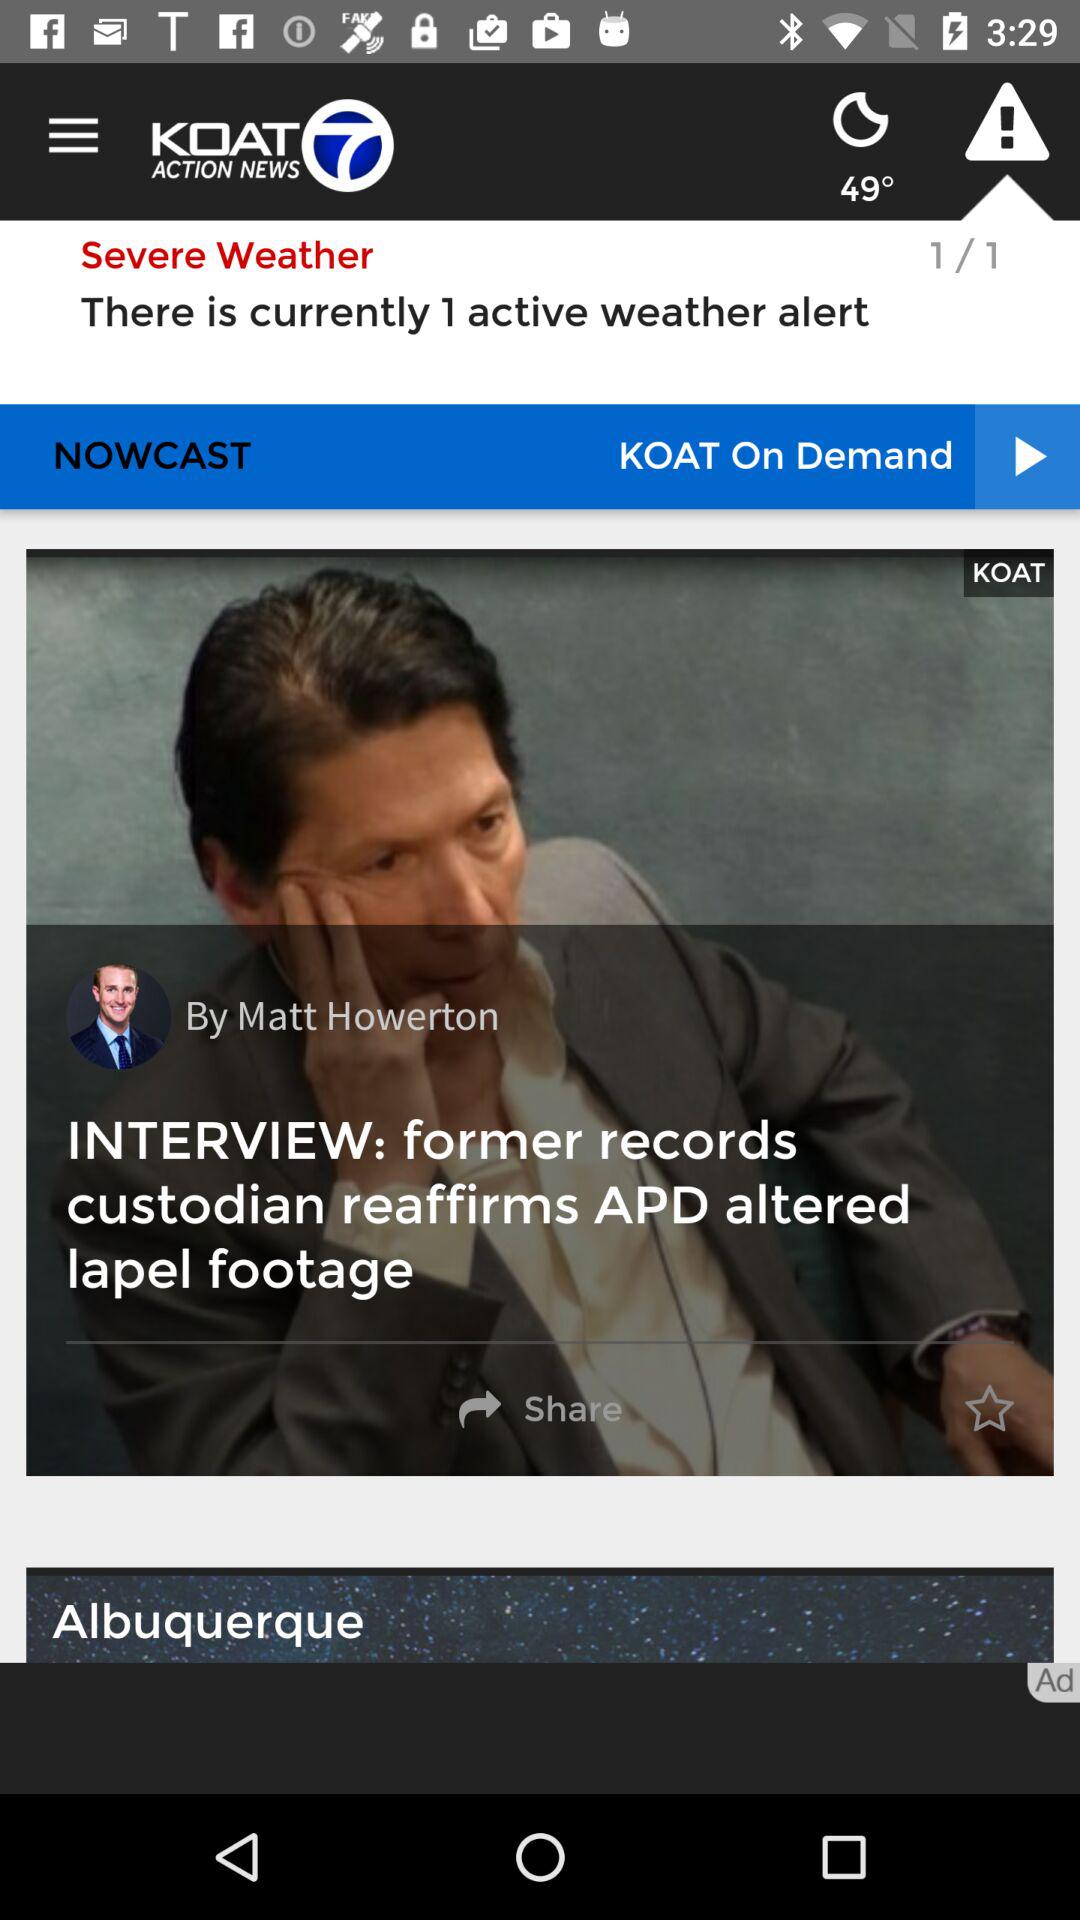 FAKE
3:29
KOAT 7
ACTION NEWS
49°
Severe Weather 1 / 1
There is currently 1 active weather alert
NOWCAST KOAT On Demand
KOAT
By Matt Howerton
INTERVIEW: former records
custodian reaffirms APD altered
lapel footage
Share
Albuquerque
Ad